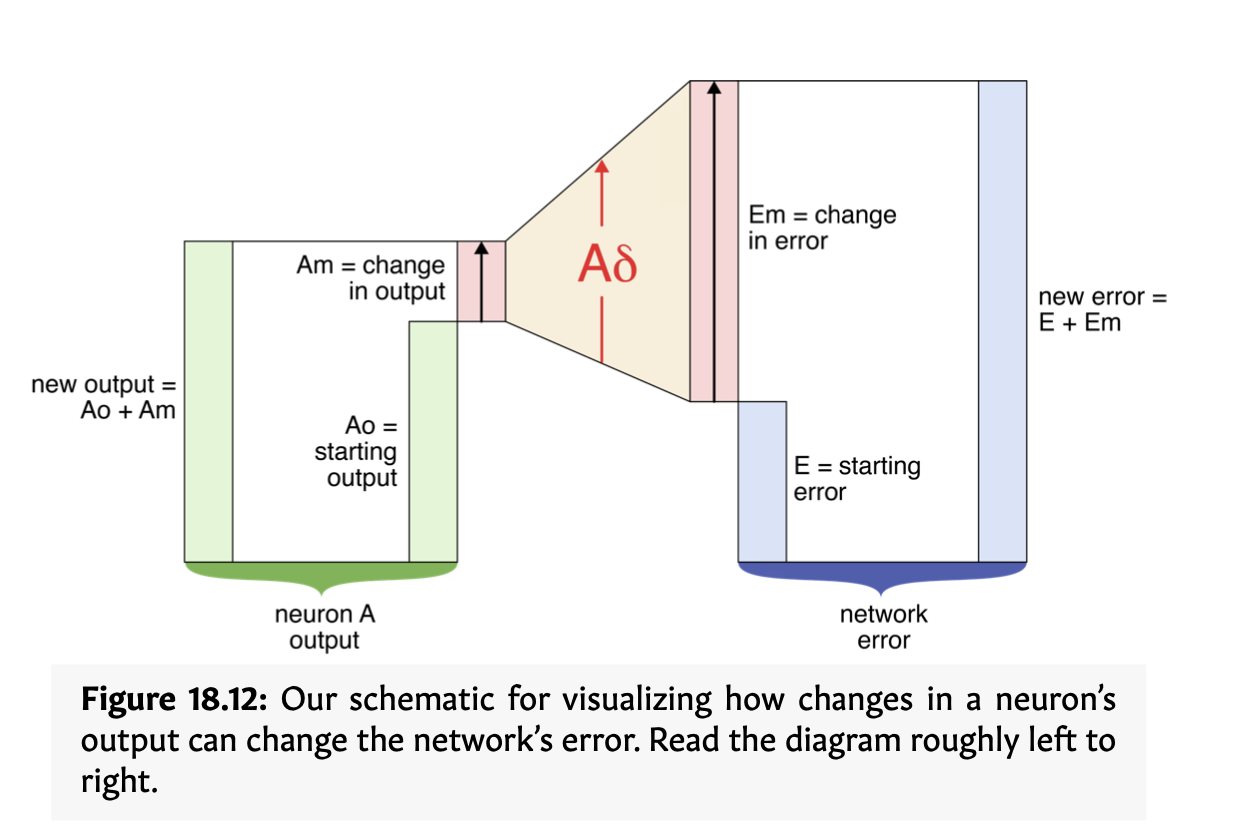 Am = change
in output
Aδ
Em = change
in error
new error =
E + Em
new output =
Ao + Am
Ao =
starting
output
E = starting
error
neuron A
output
network
error
Figure 18.12: Our schematic for visualizing how changes in a neuron’s
output can change the network’s error. Read the diagram roughly left to
right.